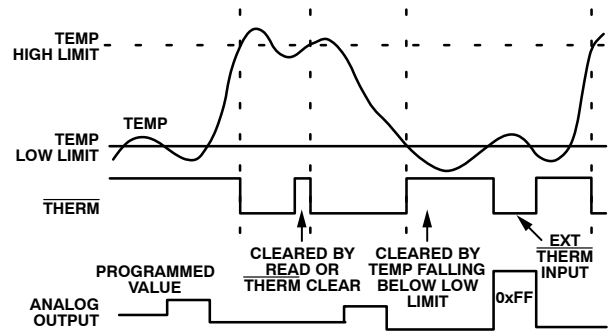 TEMP
HIGH LIMIT
TEMP
TEMP
LOW LIMIT
THERM
CLEARED BY
READ OR
THERM CLEAR
CLEARED BY
TEMP FALLING
BELOW LOW
LIMIT
EXT
THERM
INPUT
PROGRAMMED
VALUE
0xFF
ANALOG
OUTPUT